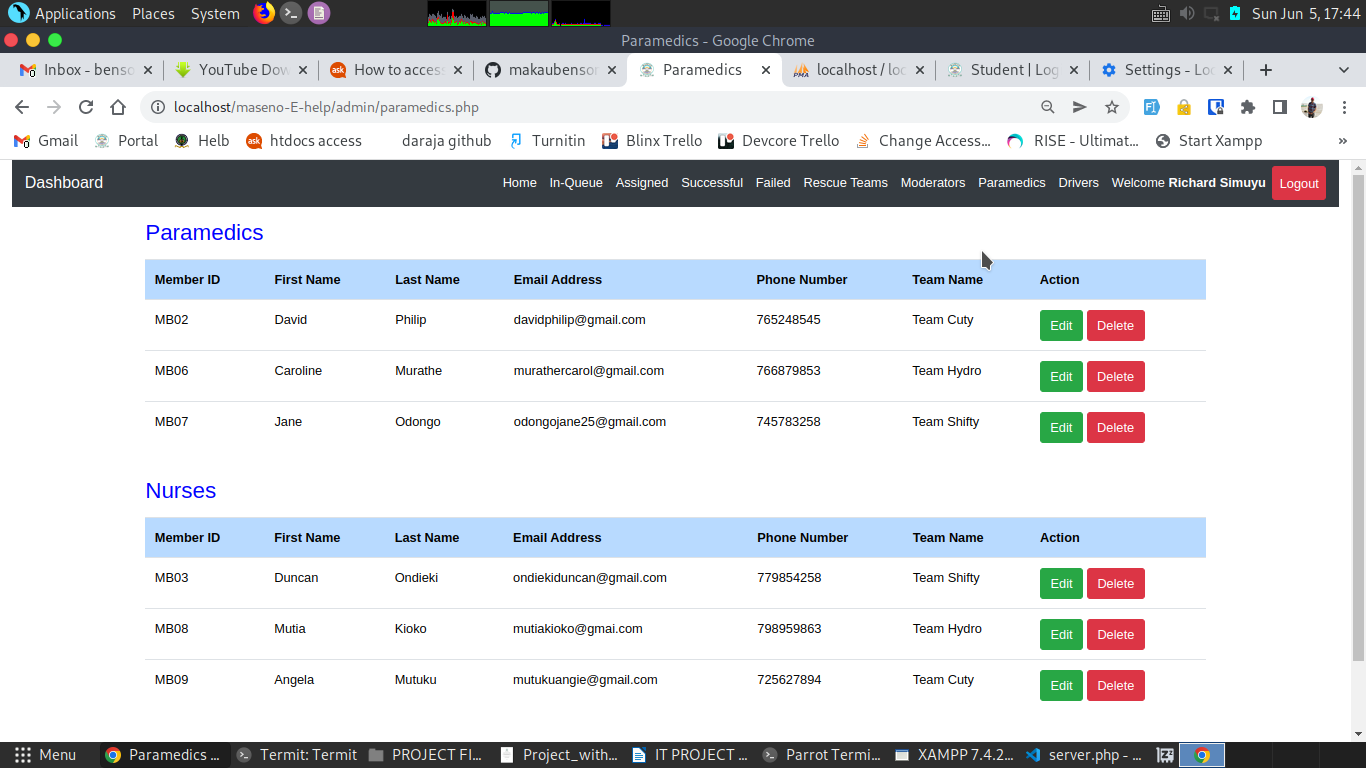 Applications Places System Sun Jun 5, 17:44
Paramedics - Google Chrome
Inbox - benso YouTube Dow How to acces makaubenson Paramedics localhost / loc Student | Log Settings - Loc
localhost/maseno-E-help/admin/paramedics.php
Gmail Portal Helb htdocs access daraja github Turnitin Blinx Trello Devcore Trello Change Access... RISE - Ultimat... Start Xampp »
Dashboard Home In-Queue Assigned Successful Failed Rescue Teams Moderators Paramedics Drivers Welcome Richard Simuyu Logout
Paramedics
Member ID First Name Last Name Email Address Phone Number Team Name Action
MB02 David Philip davidphilip@gmail.com 765248545 Team Cuty Edit Delete
MB06 Caroline Murathe murathercarol@gmail.com 766879853 Team Hydro Edit Delete
MB07 Jane Odongo odongojane25@gmail.com 745783258 Team Shifty Edit Delete
Nurses
Member ID First Name Last Name Email Address Phone Number Team Name Action
MB03 Duncan Ondieki ondiekiduncan@gmail.com 779854258 Team Shifty Edit Delete
MB08 Mutia Kioko mutiakioko@gmai.com 798959863 Team Hydro Edit Delete
MB09 Angela Mutuku mutukuangie@gmail.com 725627894 Team Cuty Edit Delete
Menu Paramedics ... Termit: Termit PROJECT FI... Project_with... IT PROJECT ... Parrot Termi... XAMPP 7.4.2... server.php - ...